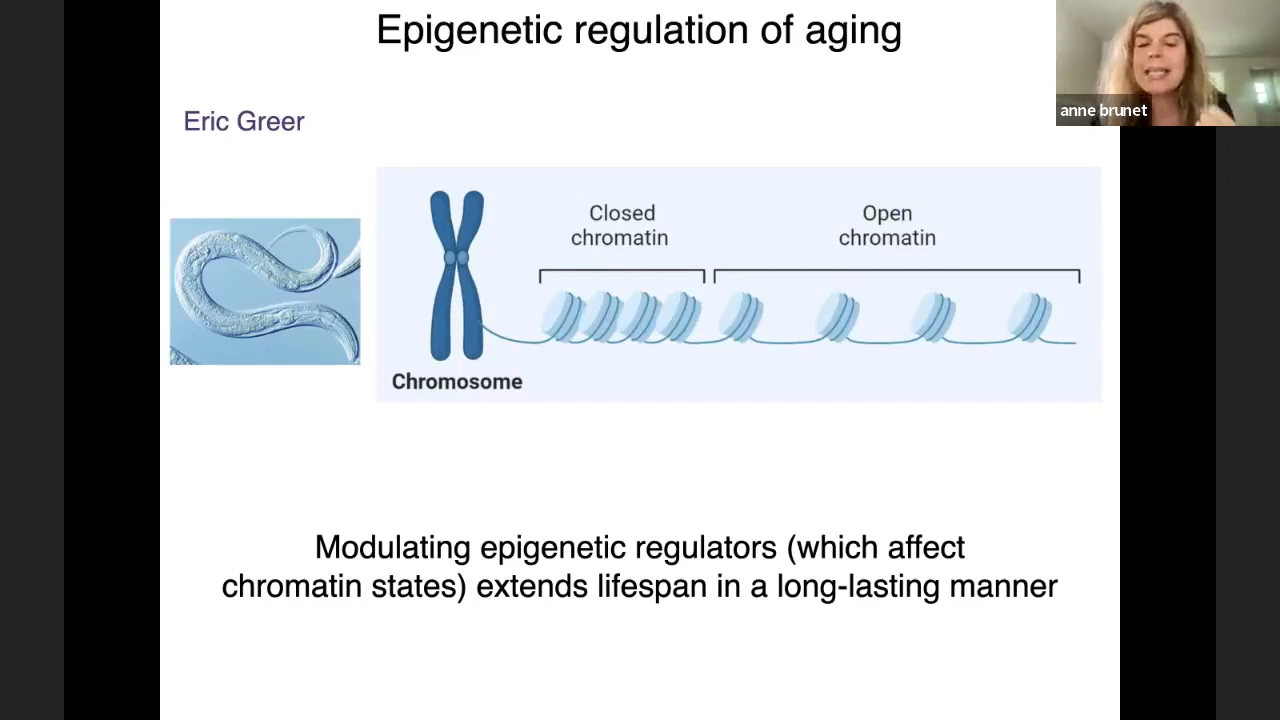 Epigenetic regulation of aging
anne brunet
Eric Greer
Closed
chromatin
Open
chromatin
Chromosome
Modulating epigenetic regulators (which affect
chromatin states) extends lifespan in a long-lasting manner